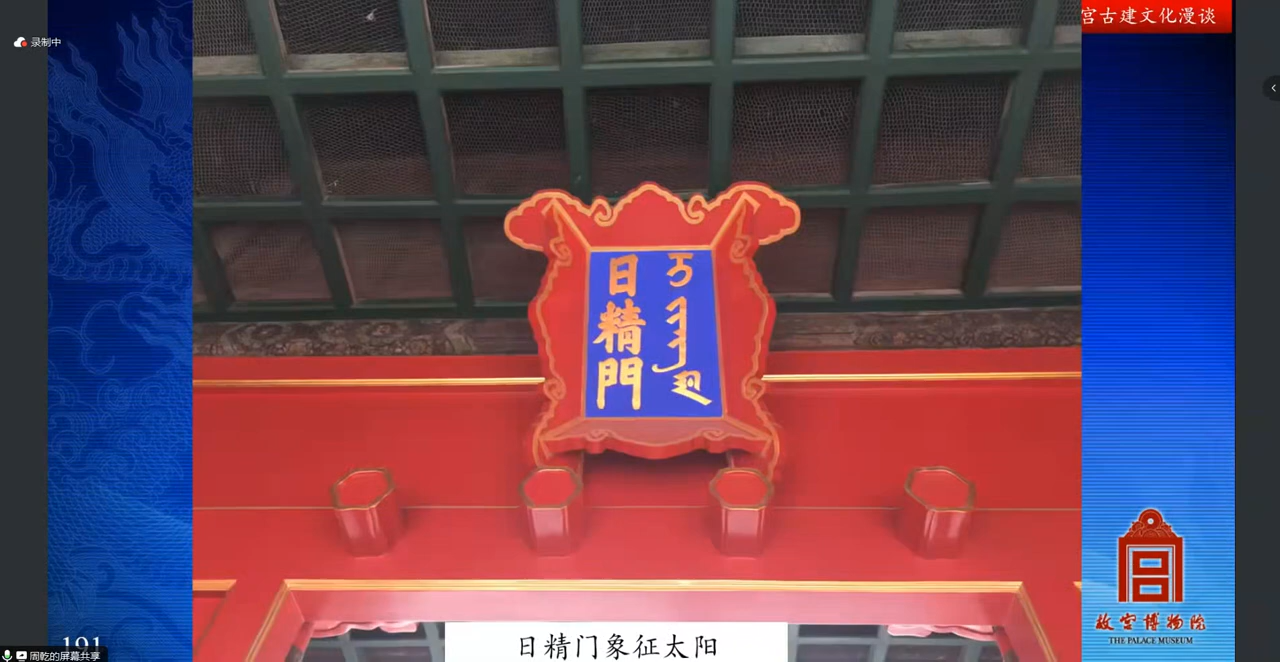 宫古建文化漫谈
录制中
日精門
故宫博物院
THE PALACE MUSEUM
191
日精门象征太阳
周乾的屏幕共享